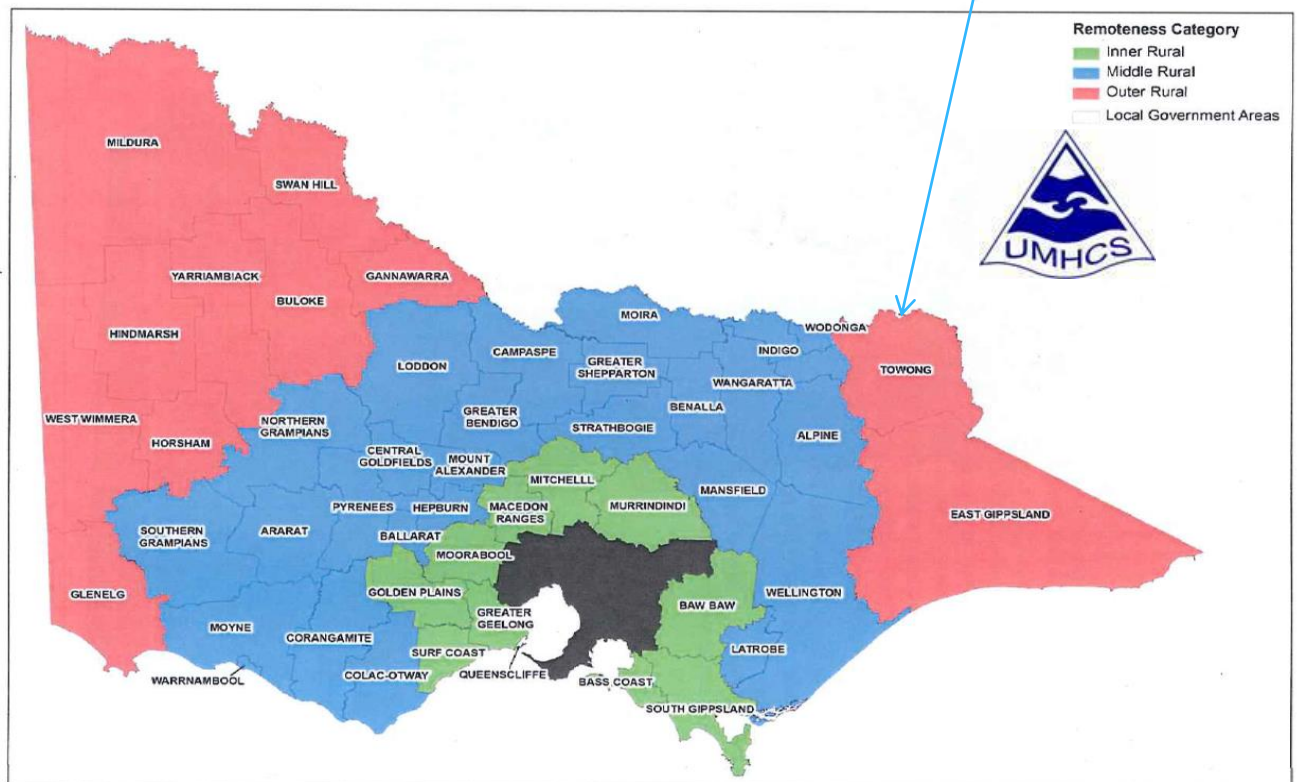 Remoteness Category
Inner Rural
Middle Rural
Outer Rural
Local Government Areas
UMHCS
MILDURA
SWAN HILL
YARRIAMBIACK
GANNAWARRA
BULOKE
HINDMARSH
MOIRA
WODONGA
CAMPASPE
INDIGO
LODDON
GREATER
SHEPPARTON
TOWONG
WANGARATTA
BENALLA
WEST WIMMERA
NORTHERN
GRAMPIANS
GREATER
BENDIGO
STRATHBOGIE
ALPINE
HORSHAM
CENTRAL
GOLDFIELDS
MOUNT
ALEXANDER
MITCHELLL
MANSFIELD
PYRENEES
HEPBURN
MACEDON
RANGES
MURRINDINDI
EAST GIPPSLAND
SOUTHERN
GRAMPIANS
ARARAT
BALLARAT
MOORABOOL
GLENELG
GOLDEN PLAINS
WELLINGTON
BAW BAW
GREATER
GEELONG
MOYNE
CORANGAMITE
SURF COAST
LATROBE
WARRNAMBOOL
COLAC-OTWAY
QUEENSCLIFFE
BASS COAST
SOUTH GIPPSLAND